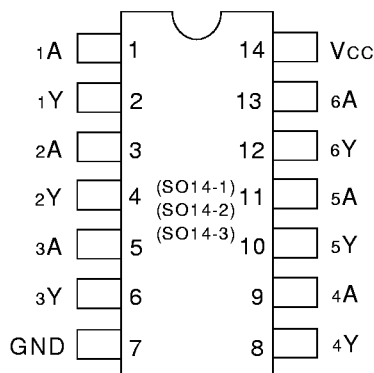 1A 1 14 VCC
1Y 2 13 6A
2A 3 12 6Y
2Y 4 (SO14-1) 11 5A
(SO14-2)
3A 5 (SO14-3) 10 5Y
3Y 6 9 4A
GND 7 8 4Y